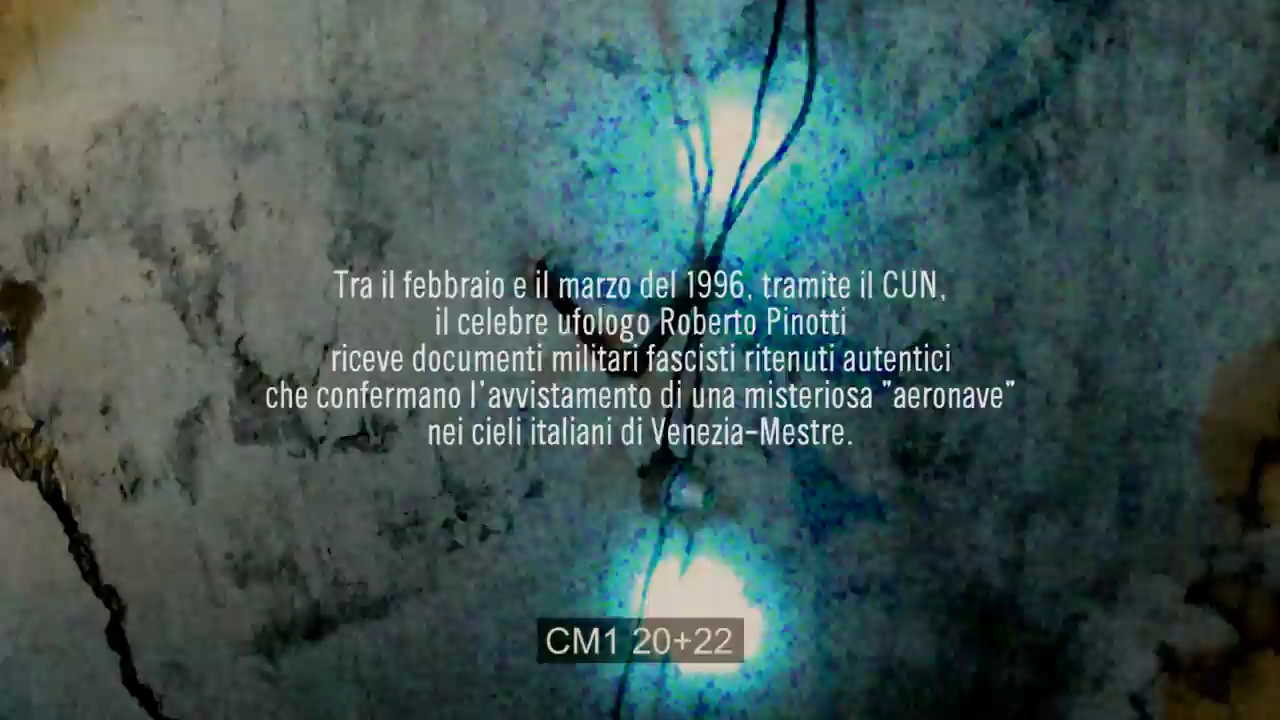 Tra il febbraio e il marzo del 1996, tramite il CUN,
il celebre ufologo Roberto Pinotti
riceve documenti militari fascisti ritenuti autentici
che confermano l'avvistamento di una misteriosa "aeronave"
nei cieli italiani di Venezia-Mestre.
CM1 20+22